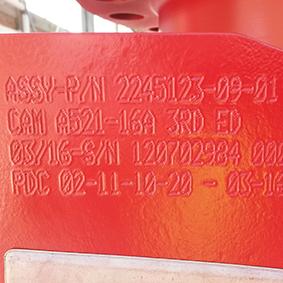 ASSY-P/N 2245123-09-01
CAM A521-16A 3RD ED
03/16-S/N 120702984 000
PDC 02-11-10-20 - 03-16